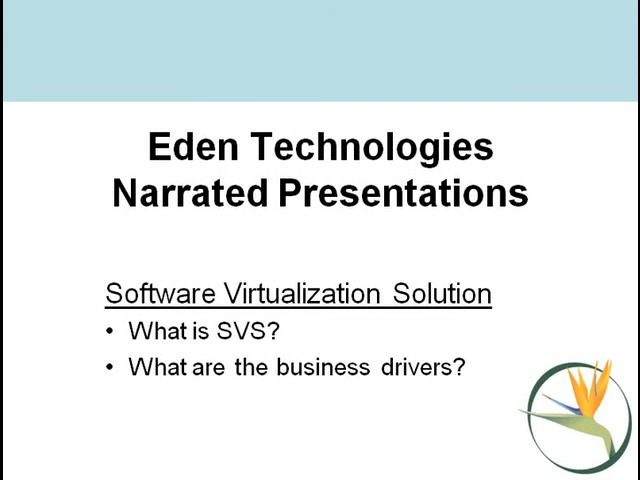 Eden Technologies
Narrated Presentations
Software Virtualization Solution
• What is SVS?
• What are the business drivers?